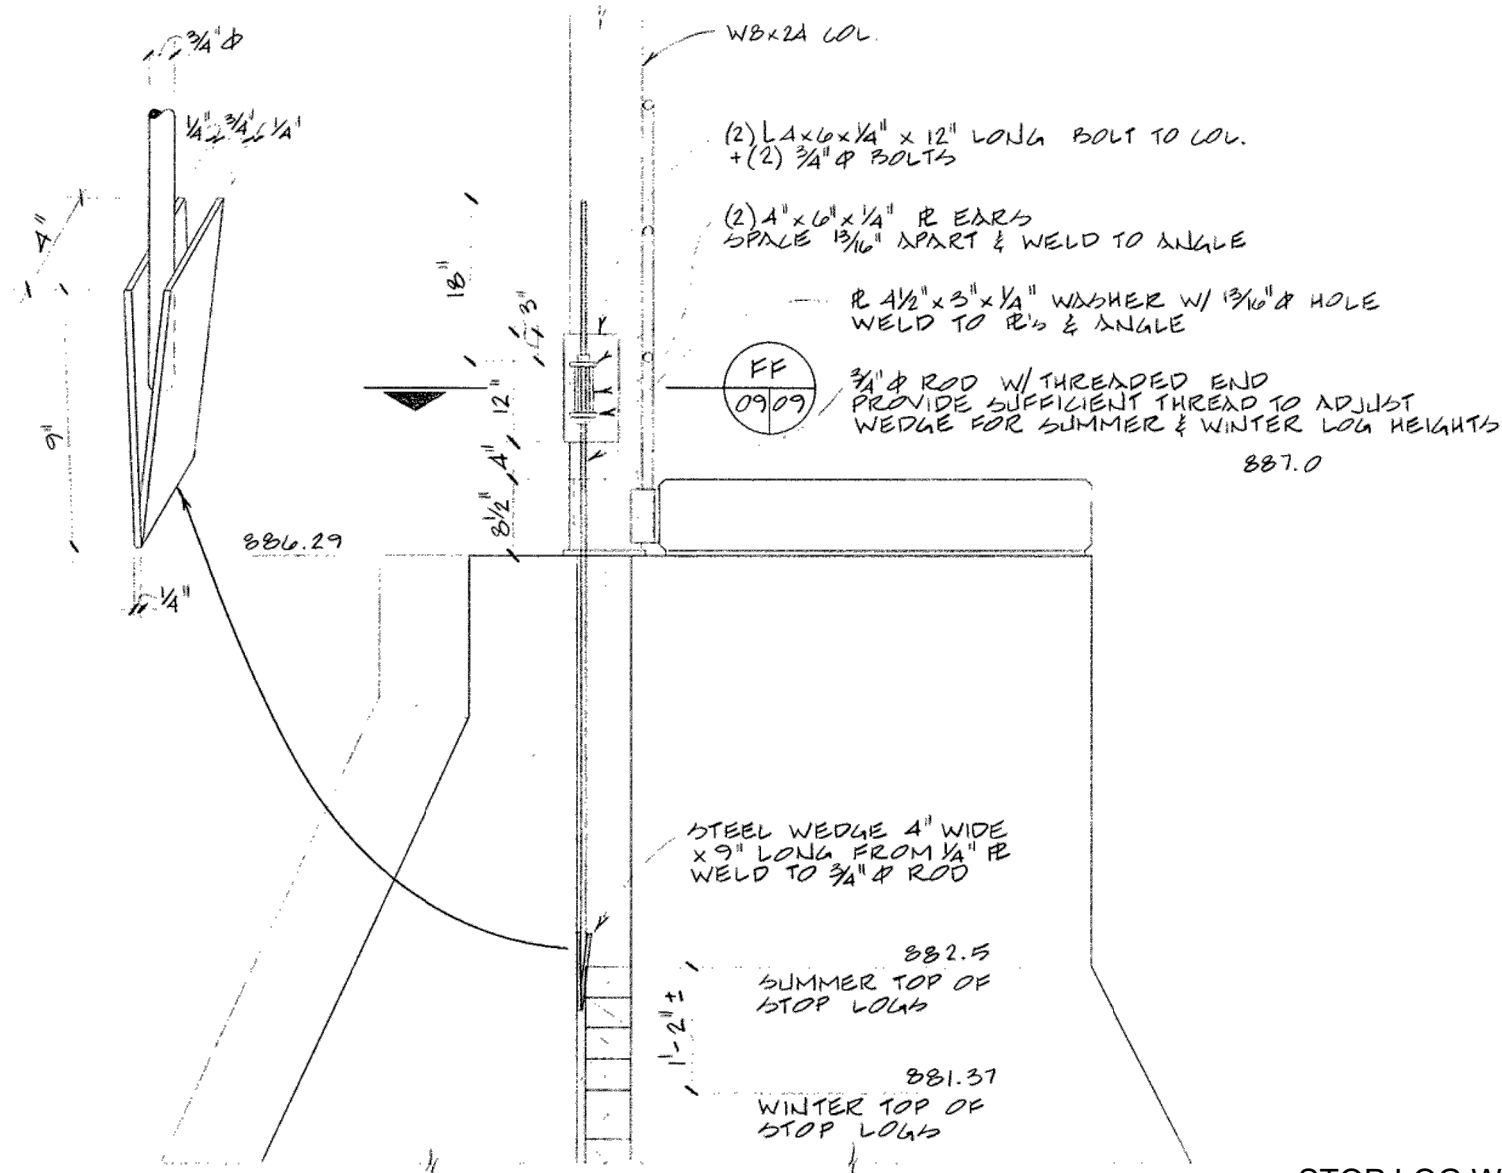 3/4" Φ
W8x24 COL.
1/4" 3/4" 1/4"
(2) L4x6x1/4" x 12" LONG BOLT TO COL.
+(2) 3/4" Φ BOLTS
4"
(2) 4" x 6" x 1/4" PL EARS
SPACE 13/16" APART & WELD TO ANGLE
18"
3"
PL 4 1/2" x 3" x 1/4" WASHER W/ 13/16" Φ HOLE
WELD TO PL's & ANGLE
FF
09 09
3/4" Φ ROD W/ THREADED END
PROVIDE SUFFICIENT THREAD TO ADJUST
WEDGE FOR SUMMER & WINTER LOG HEIGHTS
12"
9"
4"
887.0
8 1/2"
886.29
1/4"
STEEL WEDGE 4" WIDE
x 9" LONG FROM 1/4" PL
WELD TO 3/4" Φ ROD
882.5
SUMMER TOP OF
STOP LOGS
1'-2" ±
881.37
WINTER TOP OF
STOP LOGS